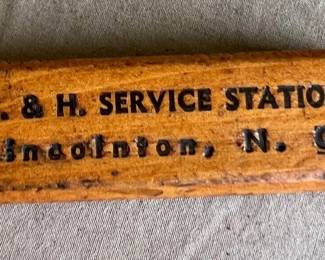 . & H. SERVICE STATIO
incolnton, N. C